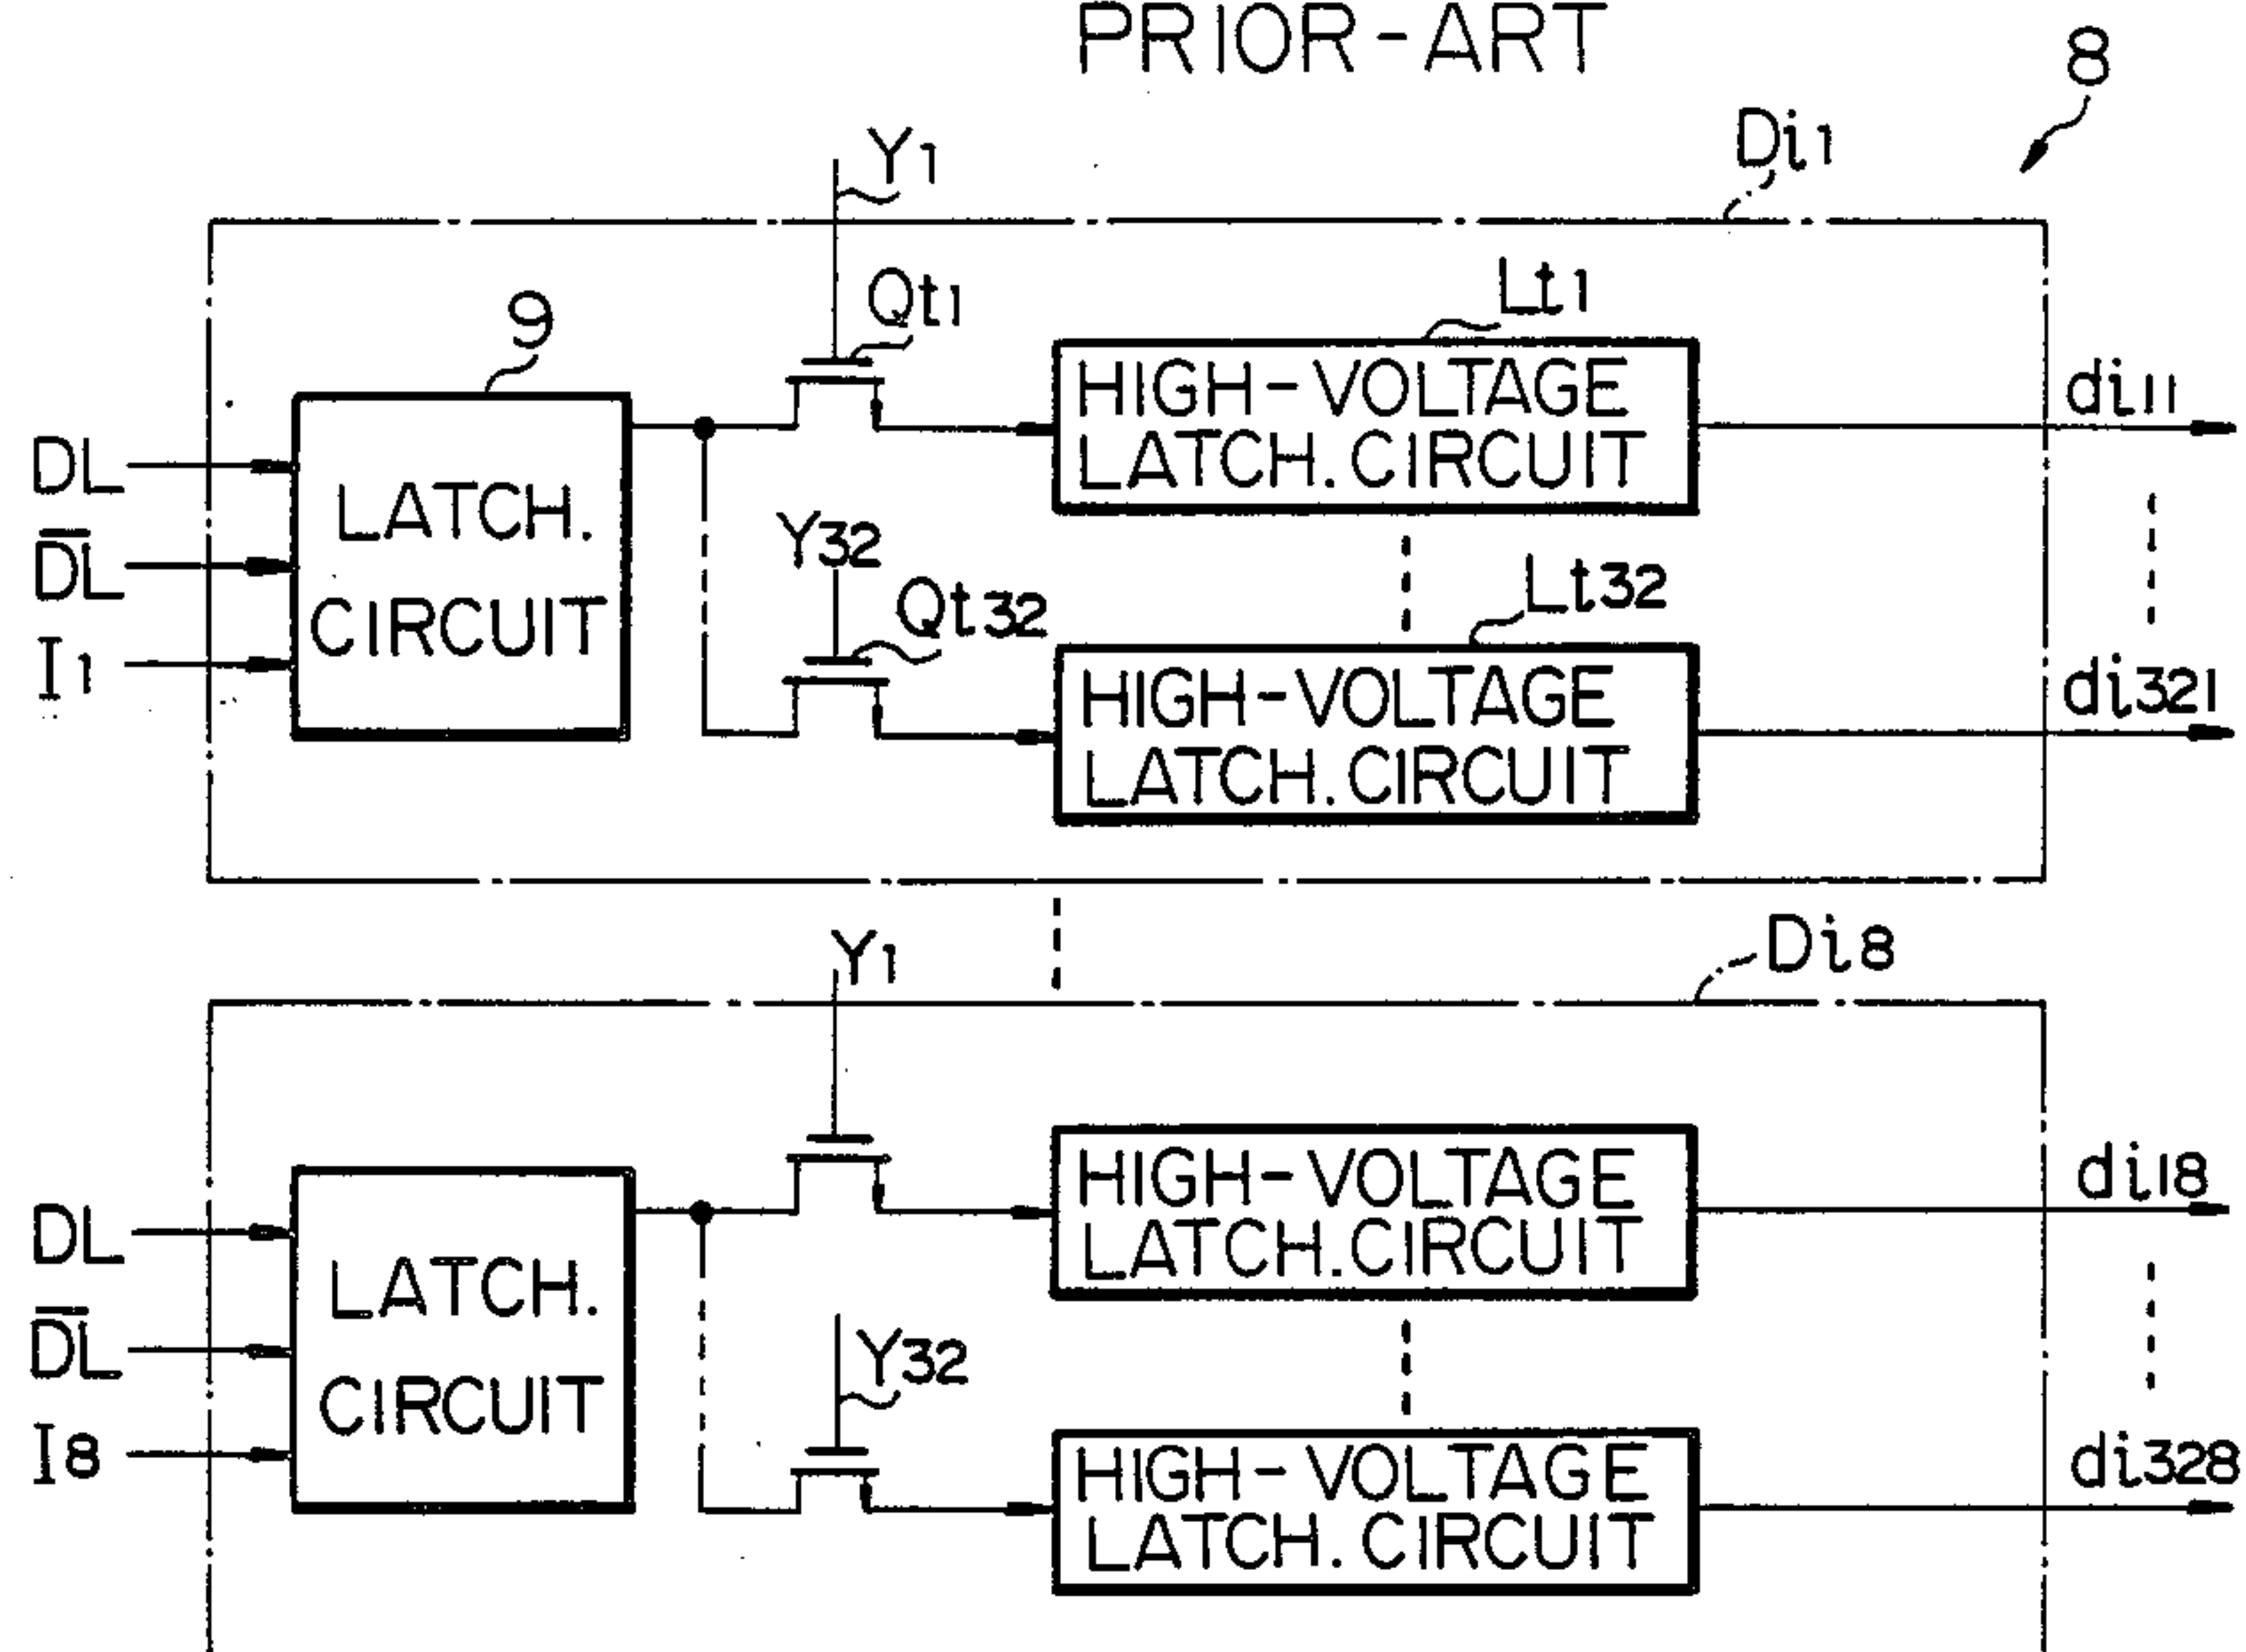 PRIOR-ART
8
Di1
Y1
Qt1
Lt1
9
HIGH-VOLTAGE
LATCH. CIRCUIT
di11
DL
D̅L̅
I1
LATCH.
CIRCUIT
Y32
Qt32
Lt32
HIGH-VOLTAGE
LATCH. CIRCUIT
di321
Y1
Di8
HIGH-VOLTAGE
LATCH. CIRCUIT
di18
DL
D̅L̅
I8
LATCH.
CIRCUIT
Y32
HIGH-VOLTAGE
LATCH. CIRCUIT
di328